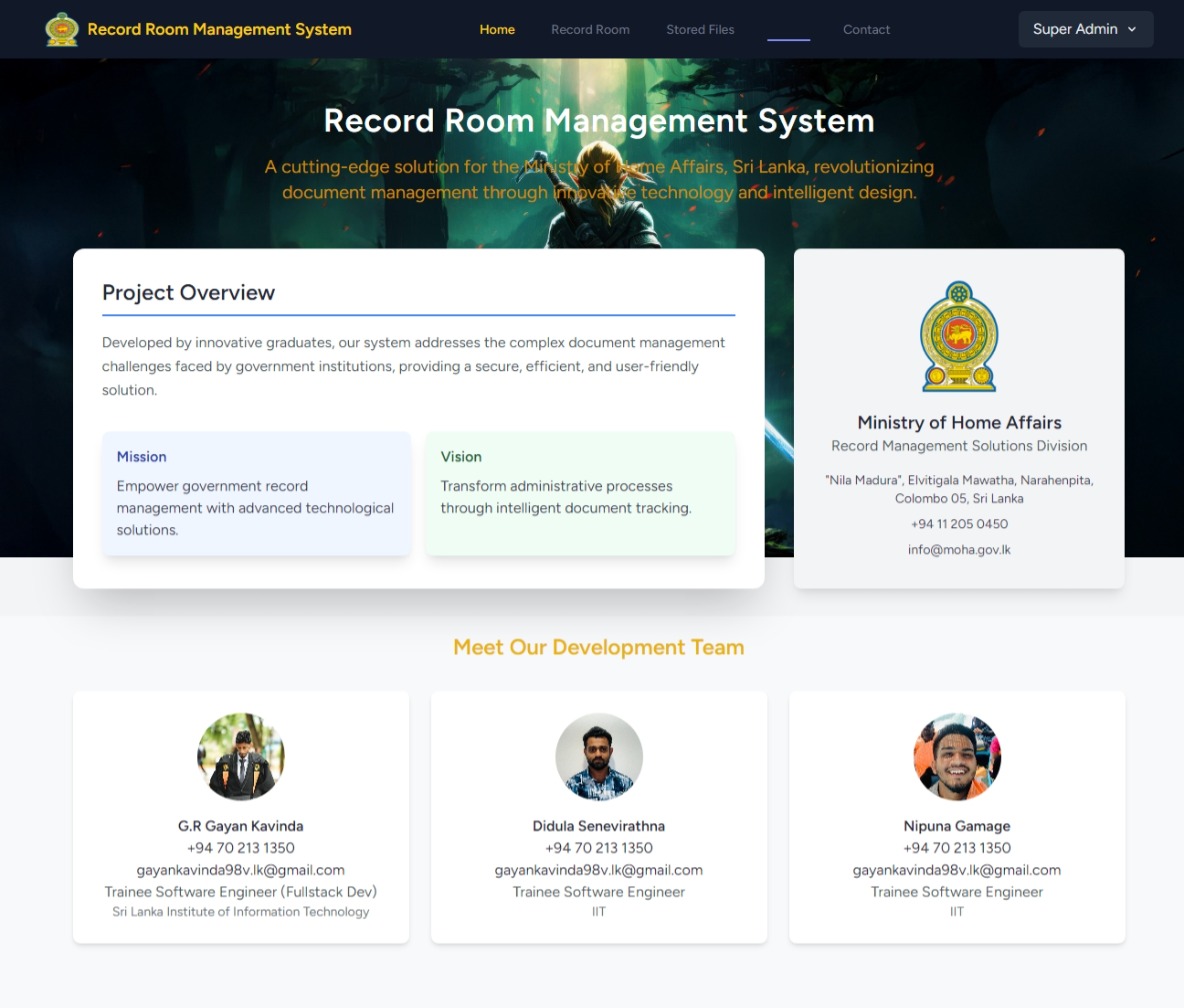 Record Room Management System
Home
Record Room
Stored Files
Contact
Super Admin
Record Room Management System
A cutting-edge solution for the Ministry of Home Affairs, Sri Lanka, revolutionizing
document management through innovative technology and intelligent design.
Project Overview
Developed by innovative graduates, our system addresses the complex document management
challenges faced by government institutions, providing a secure, efficient, and user-friendly
solution.
Mission
Empower government record
management with advanced technological
solutions.
Vision
Transform administrative processes
through intelligent document tracking.
Ministry of Home Affairs
Record Management Solutions Division
"Nila Madura", Elvitigala Mawatha, Narahenpita,
Colombo 05, Sri Lanka
+94 11 205 0450
info@moha.gov.lk
Meet Our Development Team
G.R Gayan Kavinda
+94 70 213 1350
gayankavinda98v.lk@gmail.com
Trainee Software Engineer (Fullstack Dev)
Sri Lanka Institute of Information Technology
Didula Senevirathna
+94 70 213 1350
gayankavinda98v.lk@gmail.com
Trainee Software Engineer
IIT
Nipuna Gamage
+94 70 213 1350
gayankavinda98v.lk@gmail.com
Trainee Software Engineer
IIT